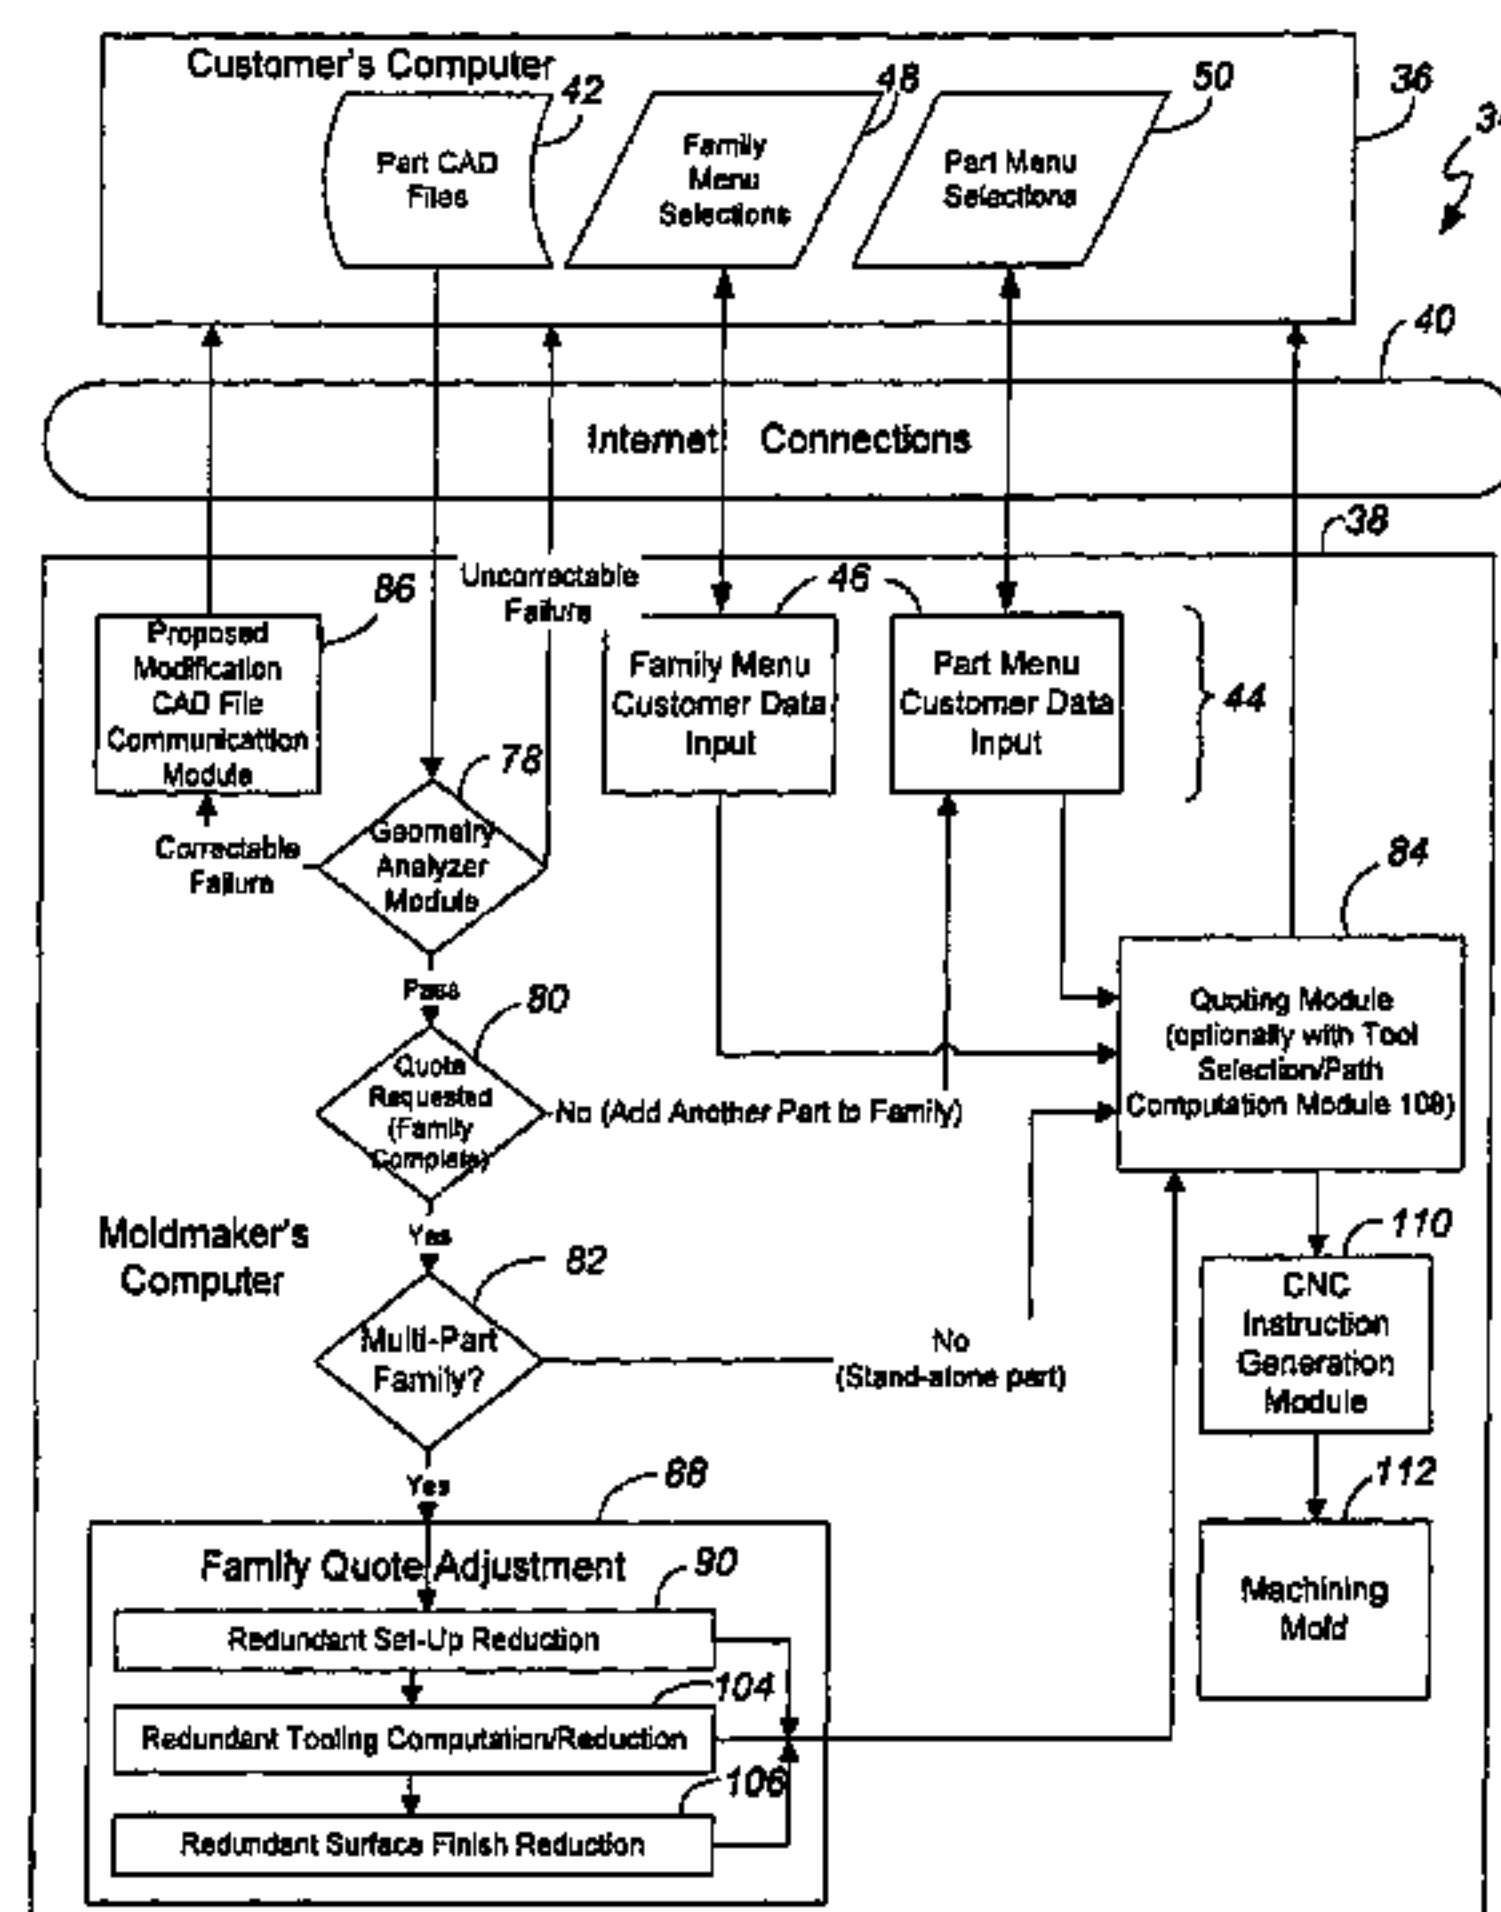 Customer's Computer
42
48
50
36
34
Part CAD
Files
Family
Menu
Selections
Part Menu
Selections
40
Internet Connections
38
Uncorrectable
Failure
86
46
Proposed
Modification
CAD File
Communicattion
Module
Family Menu
Customer Data
Input
Part Menu
Customer Data
Input
44
78
Correctable
Failure
Geometry
Analyzer
Module
84
Pass
80
Quoting Module
(optionally with Tool
Selection/Path
Computation Module 108)
Quote
Requested
(Family
Complete)
No (Add Another Part to Family)
Moldmaker's
Computer
Yes
82
110
Multi-Part
Family?
No
(Stand-alone part)
CNC
Instruction
Generation
Module
Yes
88
112
Family Quote Adjustment
90
Machining
Mold
Redundant Set-Up Reduction
104
Redundant Tooling Computation/Reduction
106
Redundant Surface Finish Reduction